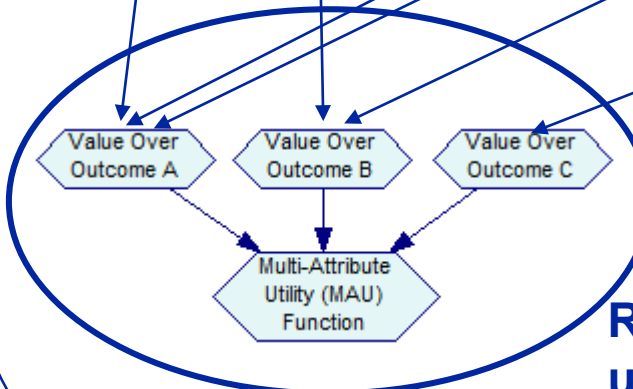 Value Over
Outcome A
Value Over
Outcome B
Value Over
Outcome C
Multi-Attribute
Utility (MAU)
Function